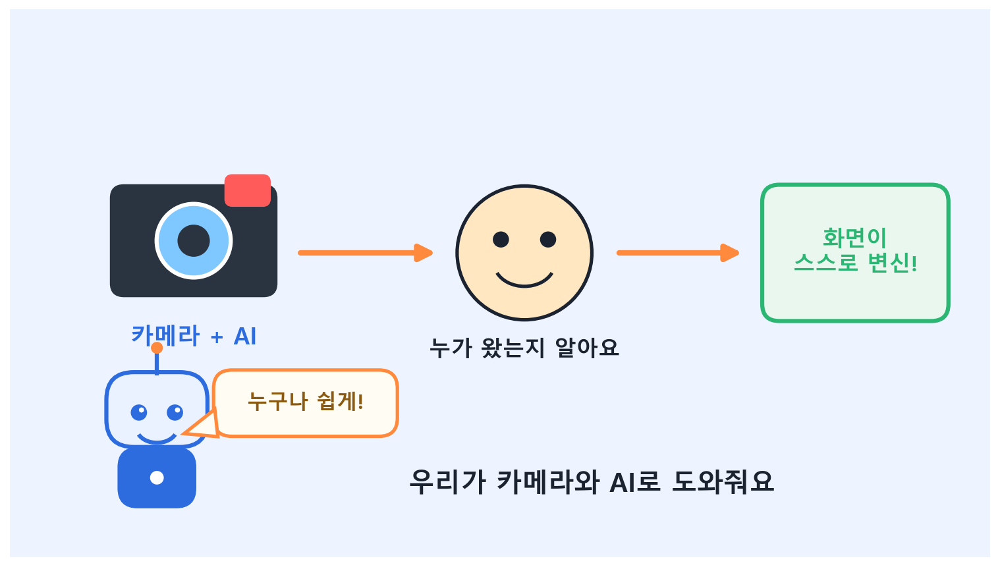 카메라 + AI
누가 왔는지 알아요
화면이
스스로 변신!
누구나 쉽게!
우리가 카메라와 AI로 도와줘요